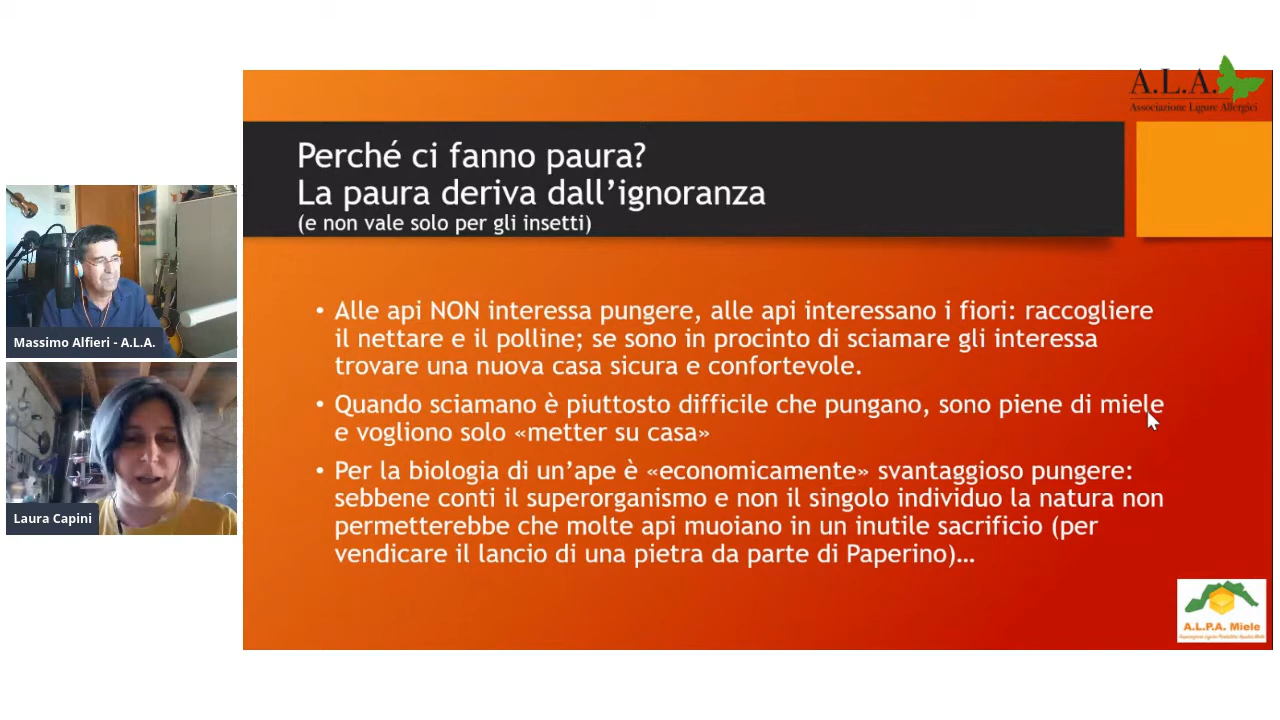 A.L.A.
Associazione Ligure Allergici
Perché ci fanno paura?
La paura deriva dall’ignoranza
(e non vale solo per gli insetti)
Massimo Alfieri - A.L.A.
Laura Capini
• Alle api NON interessa pungere, alle api interessano i fiori: raccogliere
il nettare e il polline; se sono in procinto di sciamare gli interessa
trovare una nuova casa sicura e confortevole.
• Quando sciamano è piuttosto difficile che pungano, sono piene di miele
e vogliono solo «metter su casa»
• Per la biologia di un’ape è «economicamente» svantaggioso pungere:
sebbene conti il superorganismo e non il singolo individuo la natura non
permetterebbe che molte api muoiano in un inutile sacrificio (per
vendicare il lancio di una pietra da parte di Paperino)…
A.L.P.A. Miele
Associazione Ligure Produttori Apistici Miele